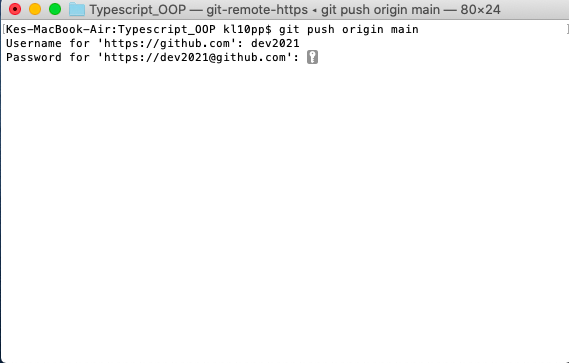 Typescript_OOP — git-remote-https ◂ git push origin main — 80×24
[Kes-MacBook-Air:Typescript_OOP kl10pp$ git push origin main ]
Username for 'https://github.com': dev2021
Password for 'https://dev2021@github.com':